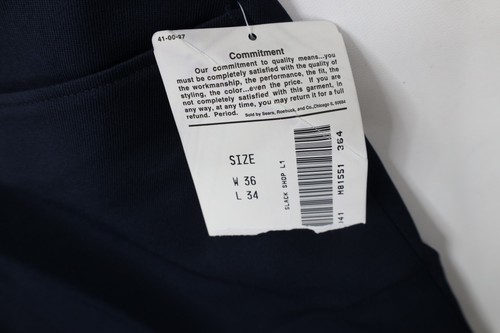 41-00-87
Commitment
Our commitment to quality means...you
must be completely satisfied with the quality of
the workmanship, the performance, the fit, the
styling, the color...even the price. If you are
not completely satisfied with this garment, in
any way, at any time, you may return it for a full
refund. Period. Sold by Sears, Roebuck, and Co., Chicago IL 60684
SIZE
W 36
L 34
SLACK SHOP L1
M81551 364